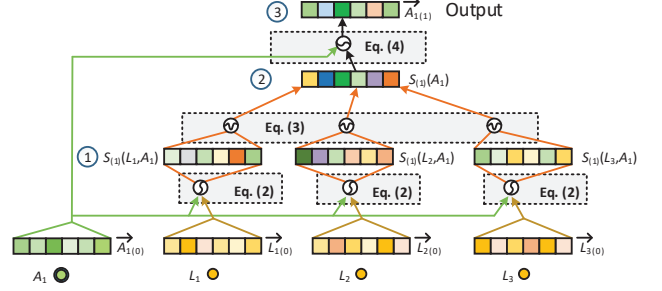 3 A₁₍₁₎ Output
Eq. (4)
2 S₍₁₎(A₁)
Eq. (3)
1 S₍₁₎(L₁,A₁) S₍₁₎(L₂,A₁) S₍₁₎(L₃,A₁)
Eq. (2) Eq. (2) Eq. (2)
A₁₍₀₎ L₁₍₀₎ L₂₍₀₎ L₃₍₀₎
A₁ L₁ L₂ L₃